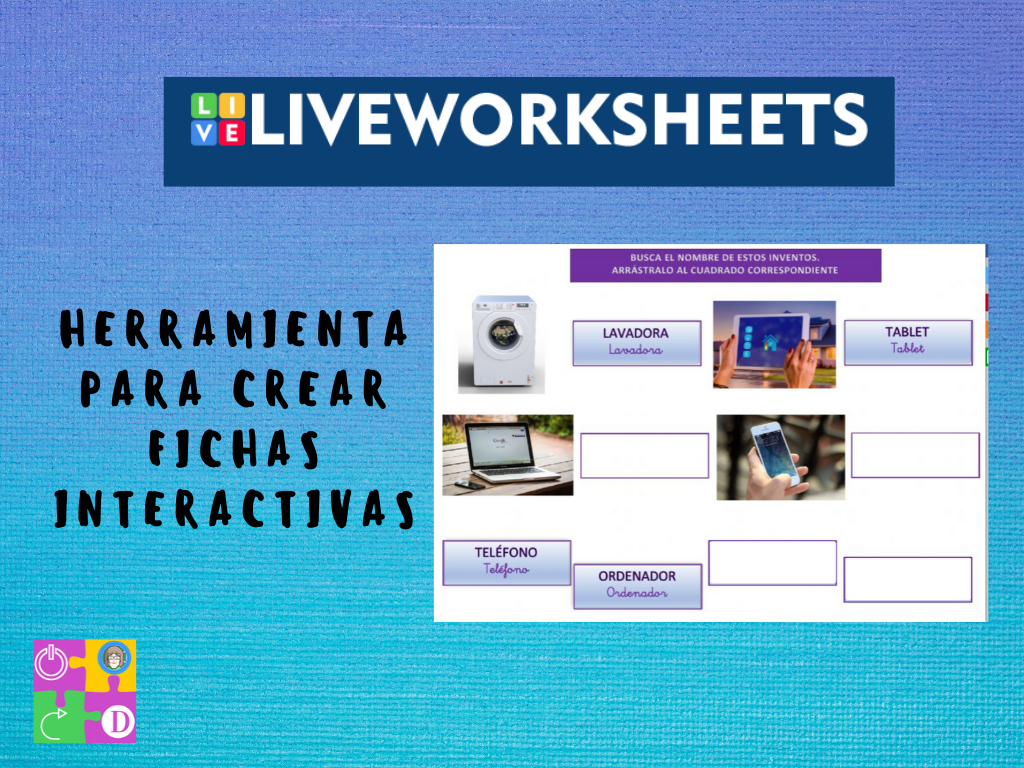 LIVE LIVEWORKSHEETS
HERRAMIENTA
PARA CREAR
FICHAS
INTERACTIVAS
BUSCA EL NOMBRE DE ESTOS INVENTOS.
ARRÁSTRALO AL CUADRADO CORRESPONDIENTE
LAVADORA
Lavadora
TABLET
Tablet
TELÉFONO
Teléfono
ORDENADOR
Ordenador
D